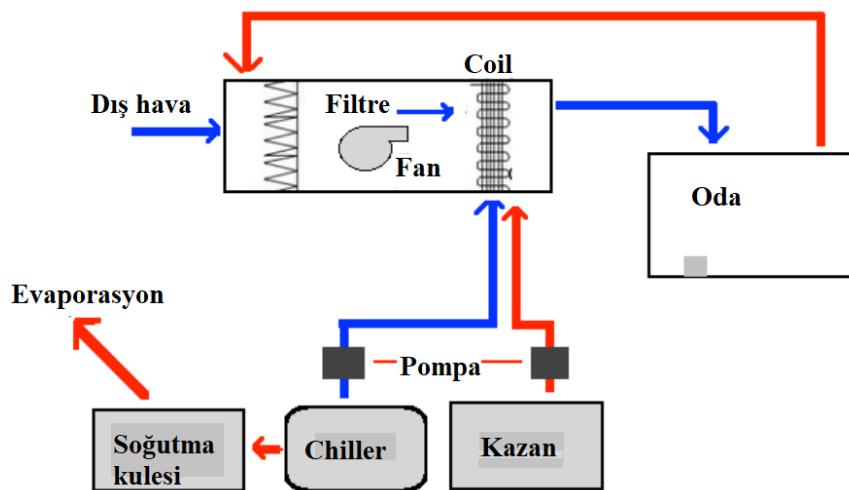 Coil
Dış hava
Filtre
Fan
Oda
Evaporasyon
Pompa
Soğutma
kulesi
Chiller
Kazan